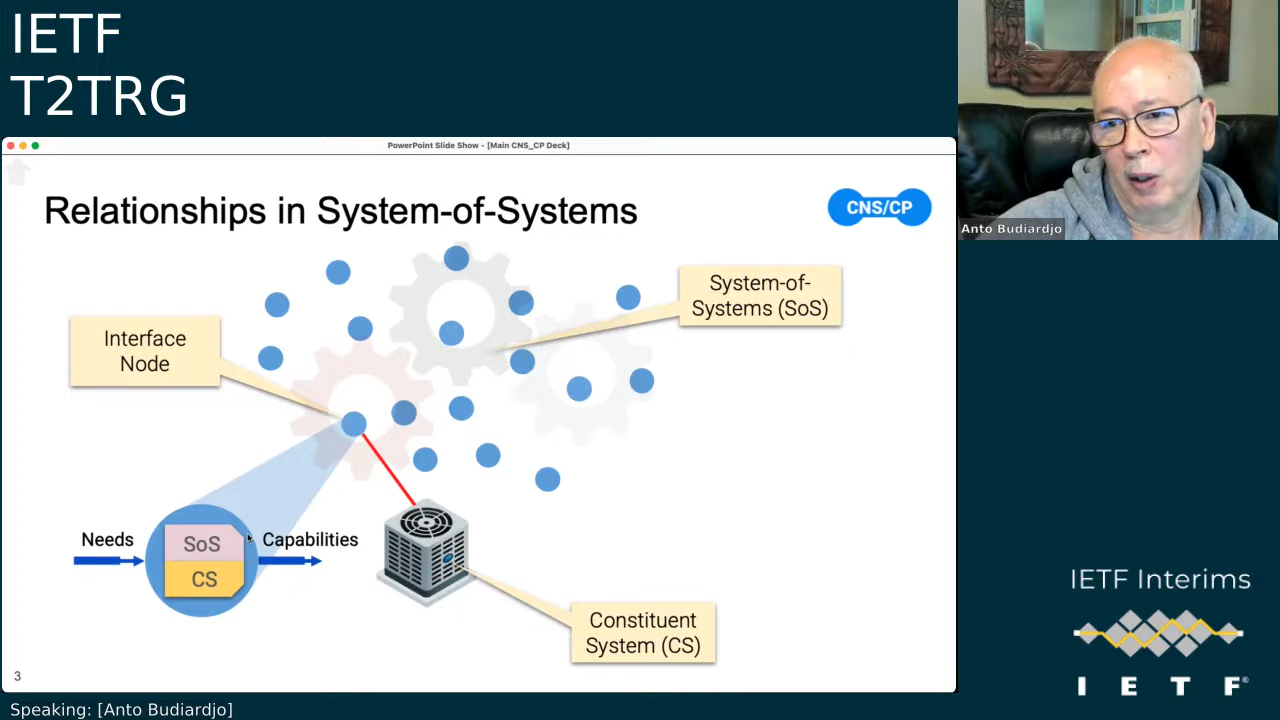 IETF
T2TRG
PowerPoint Slide Show - [Main CNS_CP Deck]
Relationships in System-of-Systems
CNS/CP
System-of-
Systems (SoS)
Interface
Node
Needs
SoS
CS
Capabilities
Constituent
System (CS)
3
Anto Budiardjo
IETF Interims
I E T F®
Speaking: [Anto Budiardjo]